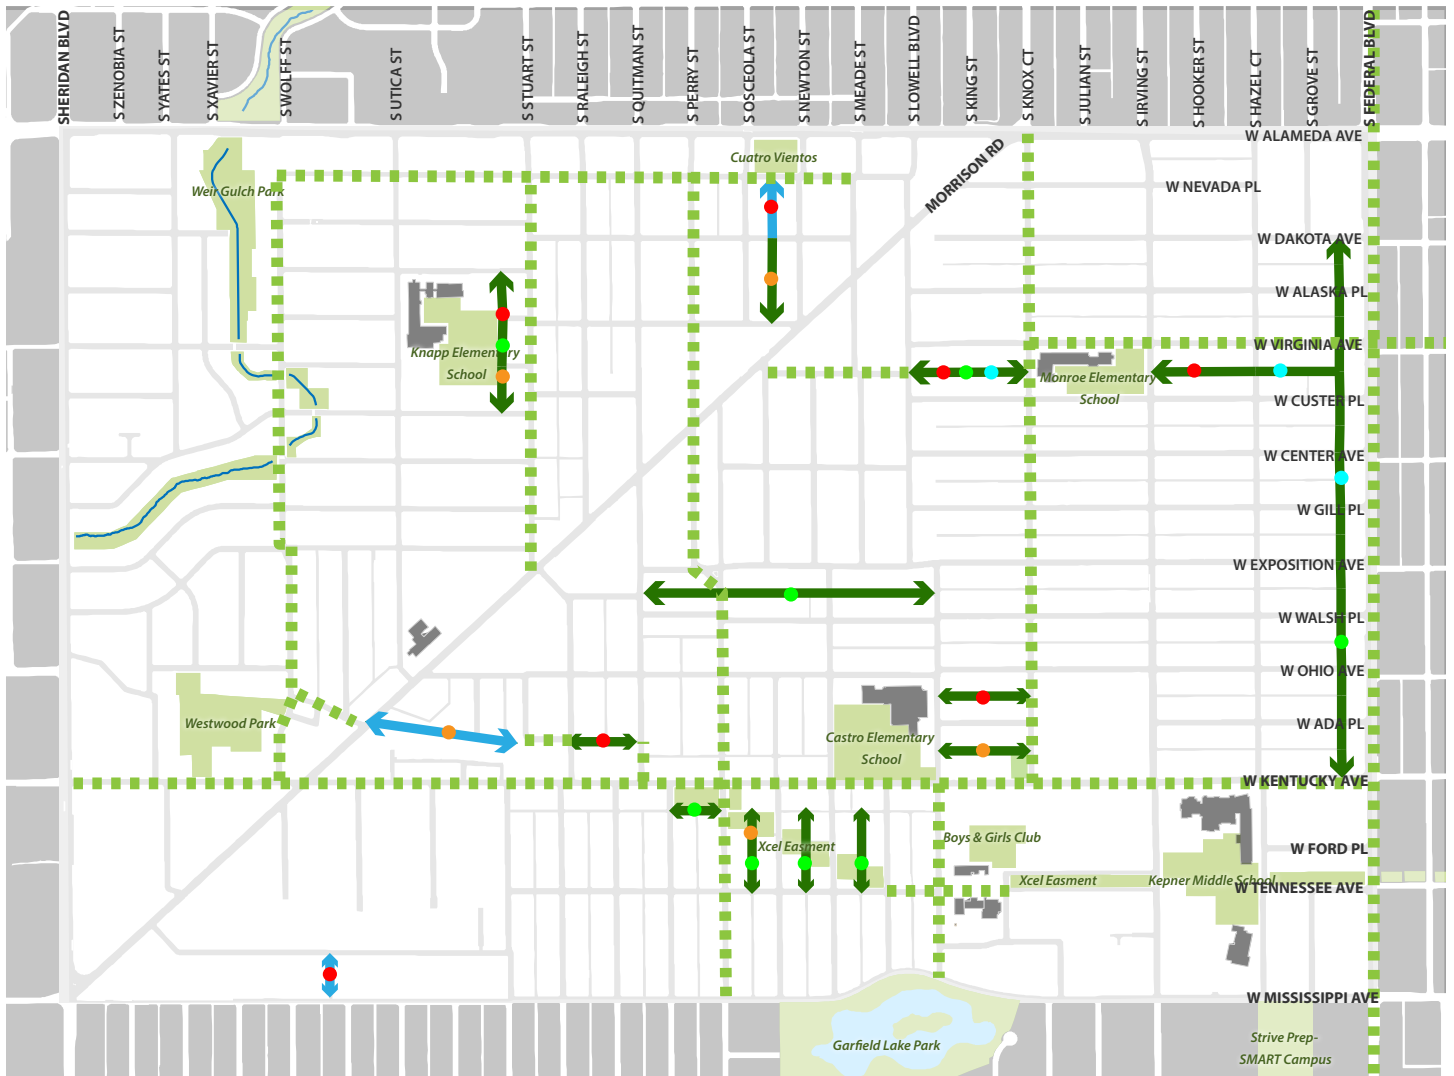 SHERIDAN BLVD
S ZENOBIA ST
S YATES ST
S XAVIER ST
S WOLFF ST
S UTICA ST
S STUART ST
S RALEIGH ST
S QUITMAN ST
S PERRY ST
S OSCEOLA ST
S NEWTON ST
S MEADE ST
S LOWELL BLVD
S KING ST
S KNOX CT
S JULIAN ST
S IRVING ST
S HOOKER ST
S HAZEL CT
S GROVE ST
S FEDERAL BLVD
W ALAMEDA AVE
Cuatro Vientos
MORRISON RD
W NEVADA PL
Weir Gulch Park
W DAKOTA AVE
W ALASKA PL
W VIRGINIA AVE
Knapp Elementary
School
Monroe Elementary
School
W CUSTER PL
W CENTER AVE
W GILL PL
W EXPOSITION AVE
W WALSH PL
W OHIO AVE
Westwood Park
W ADA PL
Castro Elementary
School
W KENTUCKY AVE
Boys & Girls Club
Xcel Easment
W FORD PL
Xcel Easment
Kepner Middle School
W TENNESSEE AVE
W MISSISSIPPI AVE
Garfield Lake Park
Strive Prep-
SMART Campus